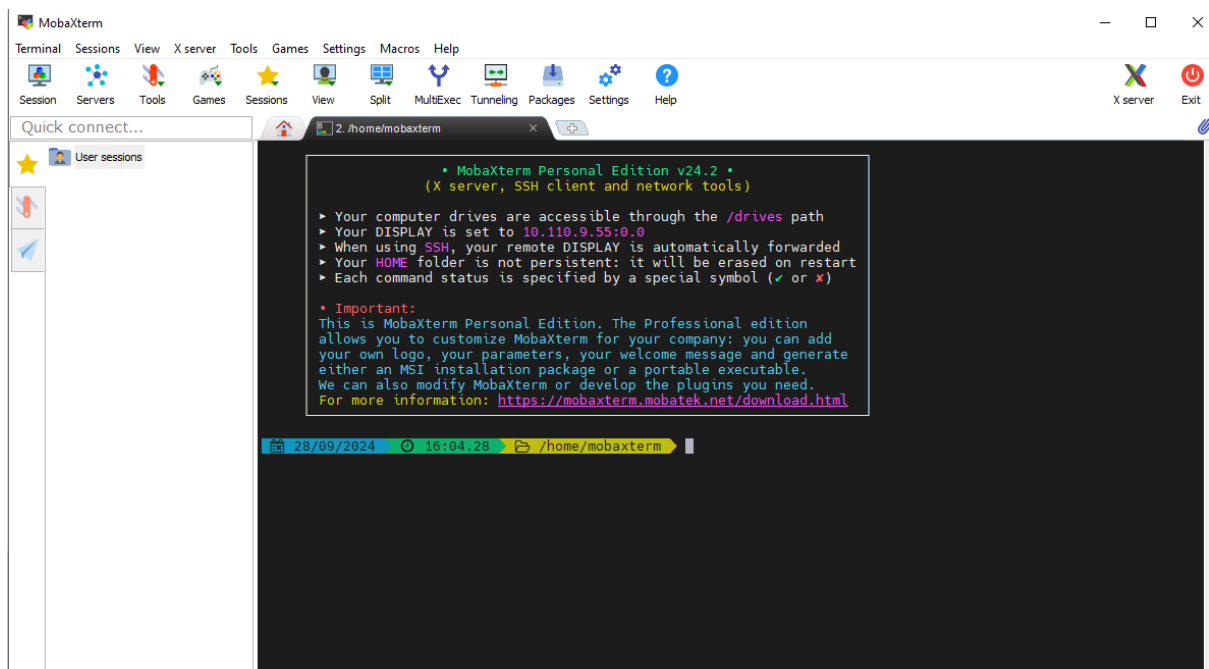 MobaXterm
Terminal Sessions View X server Tools Games Settings Macros Help
Session Servers Tools Games Sessions View Split MultiExec Tunneling Packages Settings Help X server Exit
Quick connect...
2. /home/mobaxterm
User sessions
• MobaXterm Personal Edition v24.2 •
(X server, SSH client and network tools)
➤ Your computer drives are accessible through the /drives path
➤ Your DISPLAY is set to 10.110.9.55:0.0
➤ When using SSH, your remote DISPLAY is automatically forwarded
➤ Your HOME folder is not persistent: it will be erased on restart
➤ Each command status is specified by a special symbol (✔ or ✘)
• Important:
This is MobaXterm Personal Edition. The Professional edition
allows you to customize MobaXterm for your company: you can add
your own logo, your parameters, your welcome message and generate
either an MSI installation package or a portable executable.
We can also modify MobaXterm or develop the plugins you need.
For more information: https://mobaxterm.mobatek.net/download.html
28/09/2024 16:04.28 /home/mobaxterm